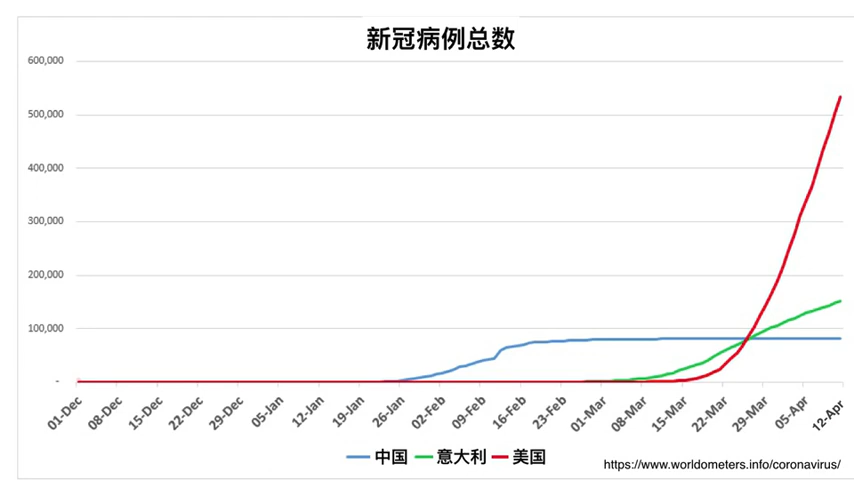 新冠病例总数
600,000
500,000
400,000
300,000
200,000
100,000
-
01-Dec 08-Dec 15-Dec 22-Dec 29-Dec 05-Jan 12-Jan 19-Jan 26-Jan 02-Feb 09-Feb 16-Feb 23-Feb 01-Mar 08-Mar 15-Mar 22-Mar 29-Mar 05-Apr 12-Apr
中国 意大利 美国
https://www.worldometers.info/coronavirus/